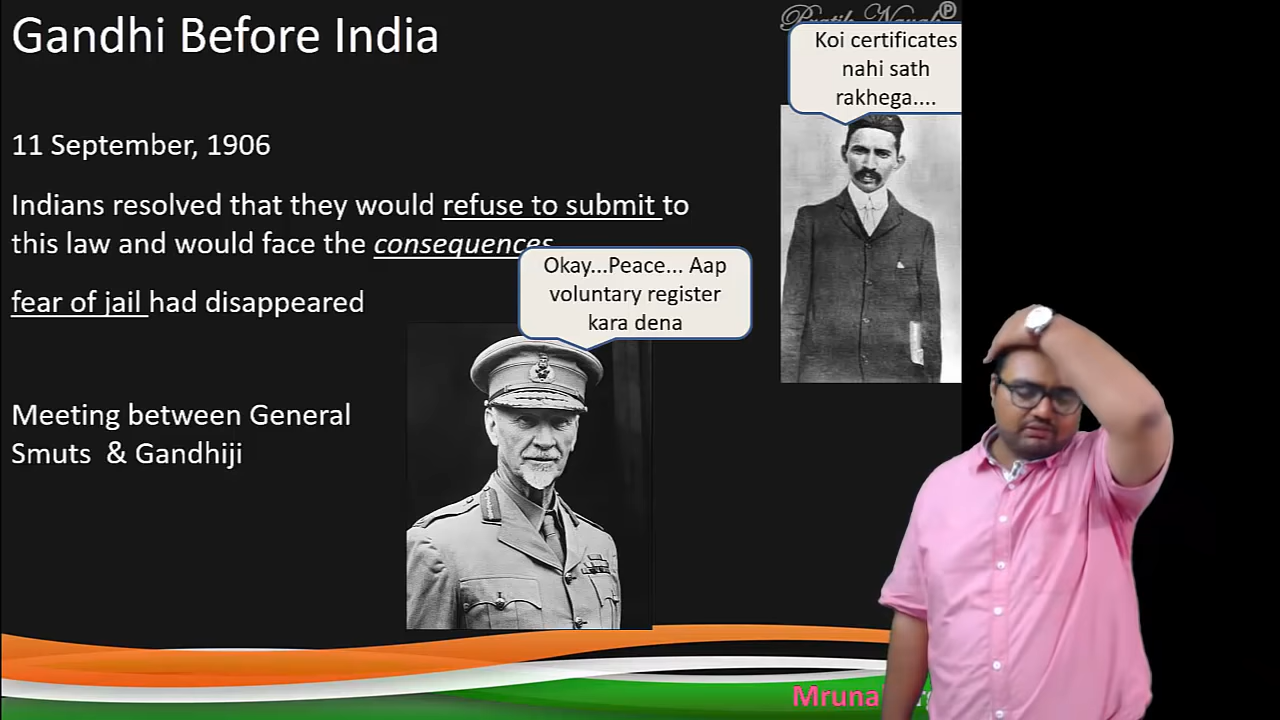 Gandhi Before India
Pratik Nayak
Koi certificates
nahi sath
rakhega....
11 September, 1906
Indians resolved that they would refuse to submit to
this law and would face the consequences
Okay...Peace... Aap
voluntary register
kara dena
fear of jail had disappeared
Meeting between General
Smuts & Gandhiji
Mruna